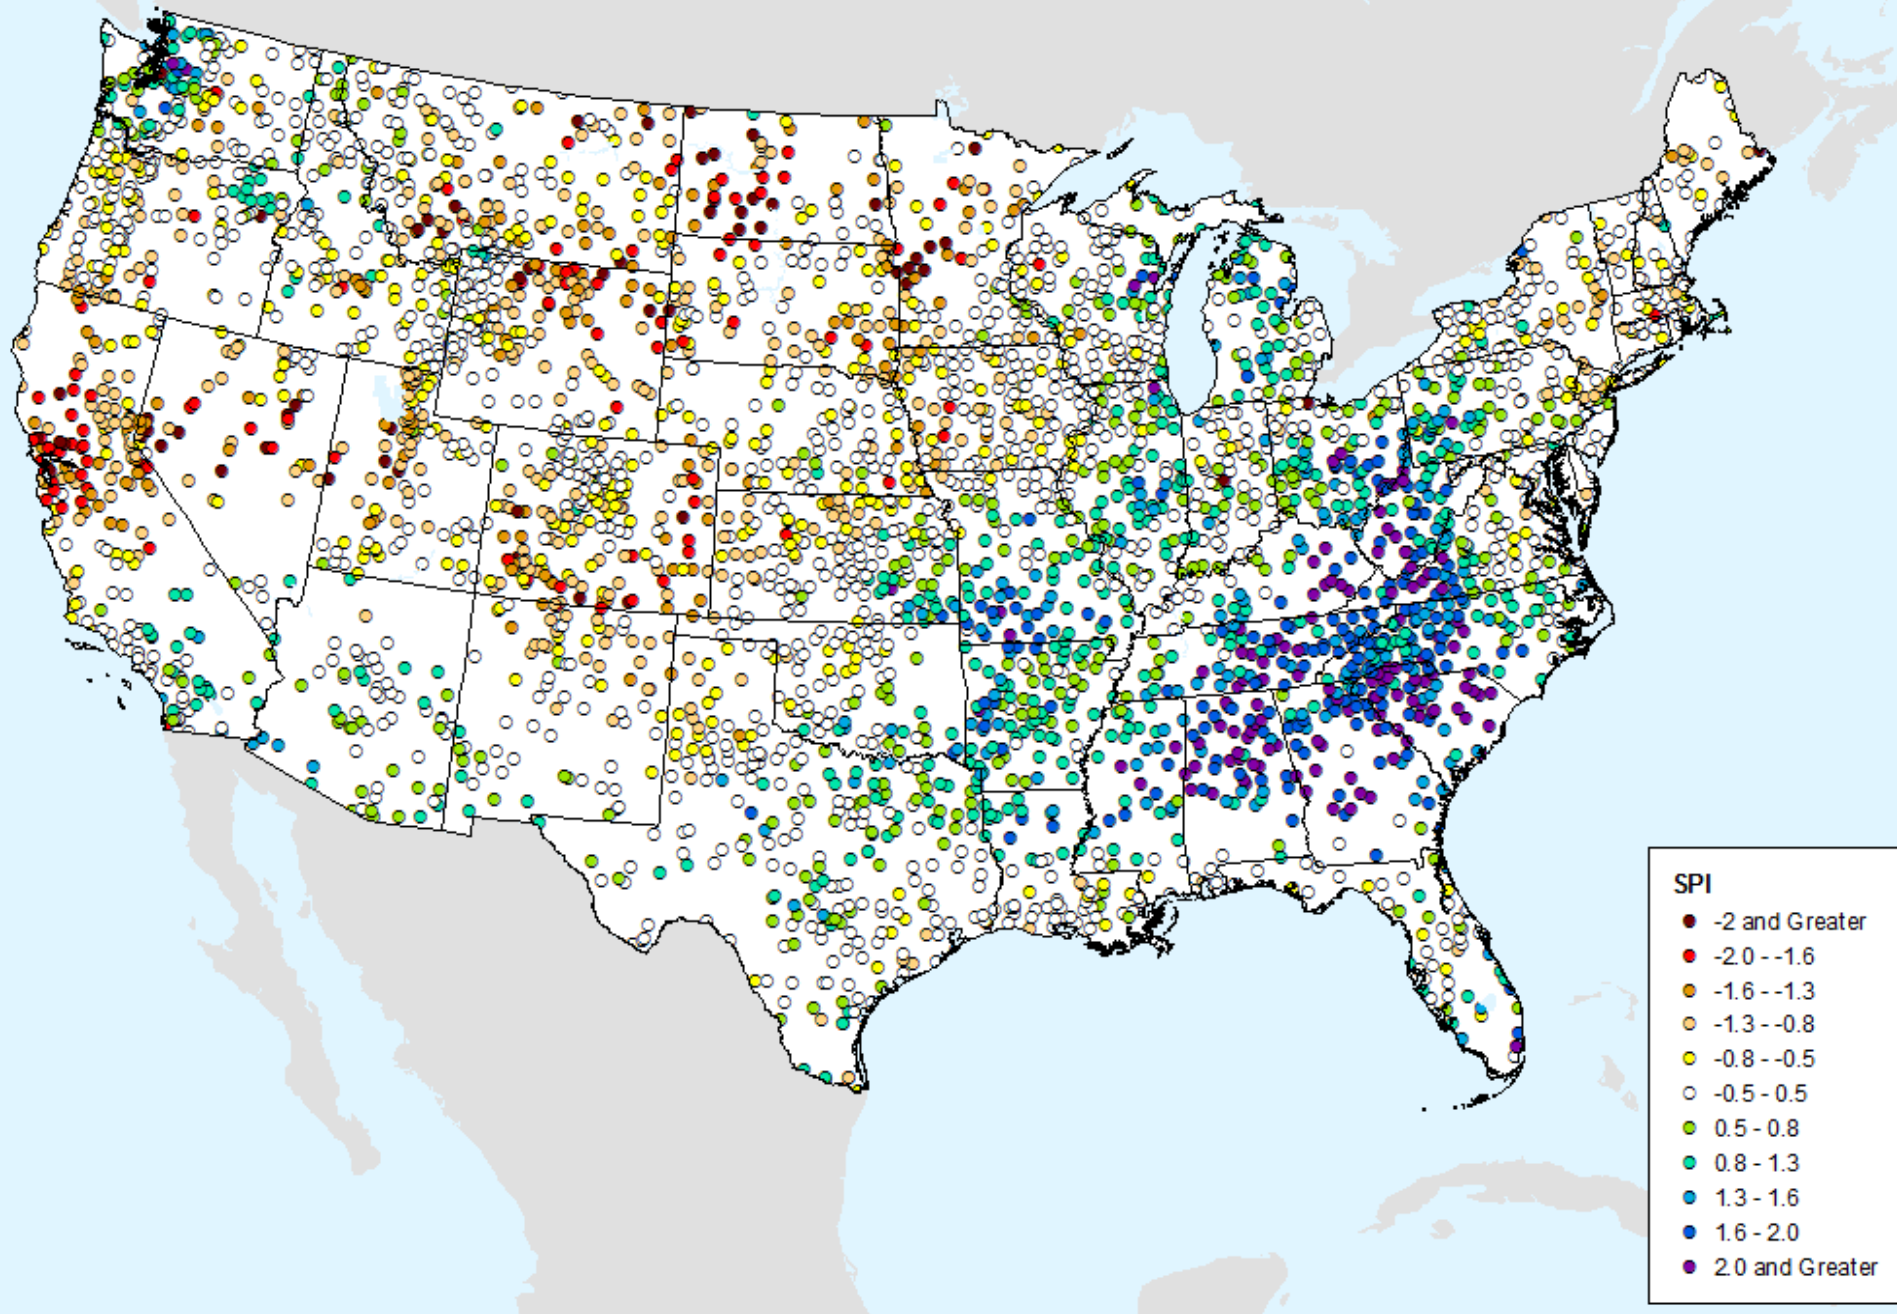 SPI
-2 and Greater
-2.0 - -1.6
-1.6 - -1.3
-1.3 - -0.8
-0.8 - -0.5
-0.5 - 0.5
0.5 - 0.8
0.8 - 1.3
1.3 - 1.6
1.6 - 2.0
2.0 and Greater